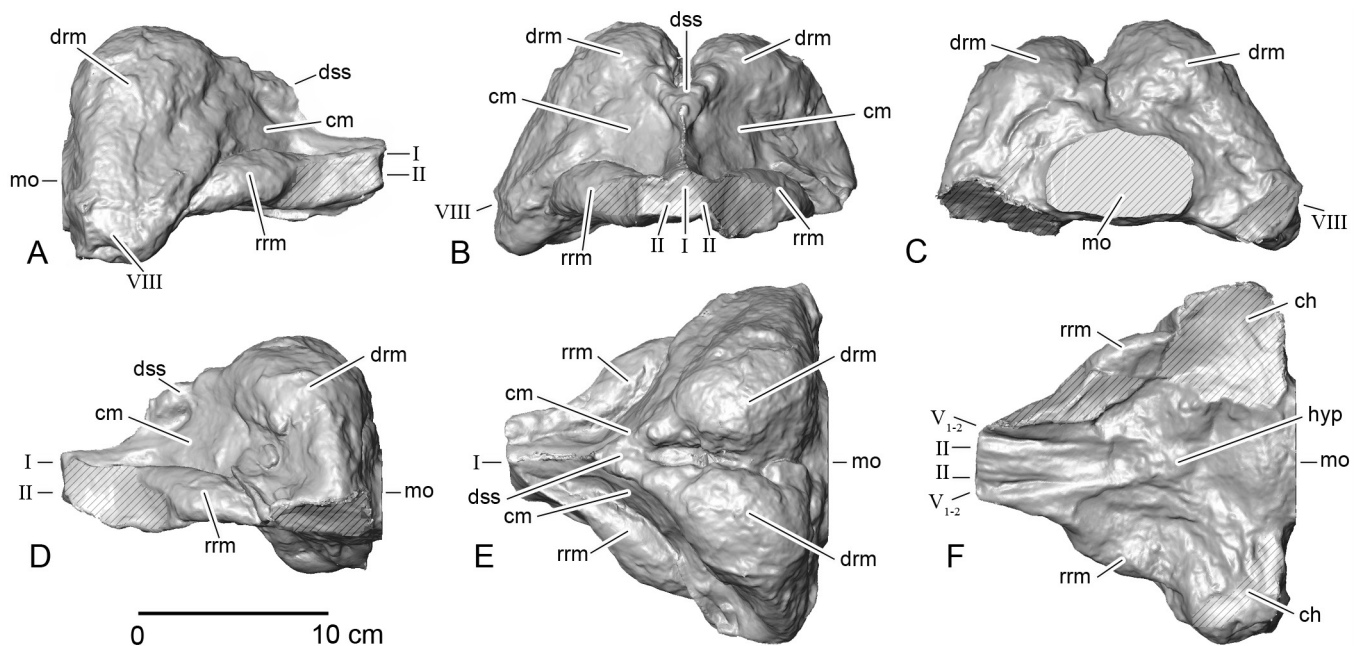 drm
dss
cm
I
II
mo
rrm
VIII
A
dss
drm
drm
cm
cm
VIII
II
I
II
rrm
rrm
B
drm
drm
mo
VIII
C
dss
drm
cm
I
II
mo
rrm
D
rrm
drm
cm
I
mo
dss
cm
rrm
drm
E
ch
rrm
V1-2
II
hyp
II
mo
V1-2
rrm
ch
F
0 10 cm